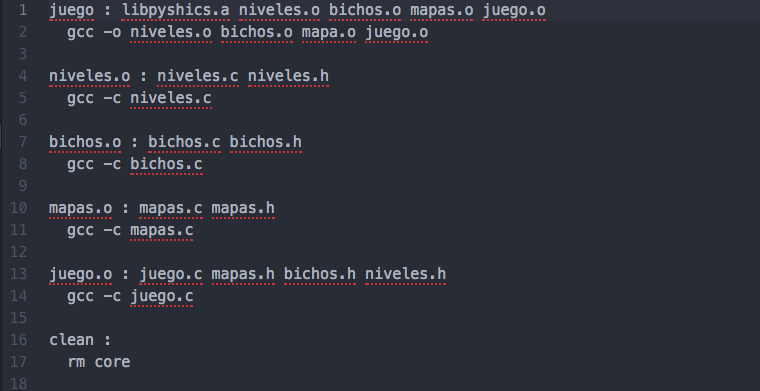 1 juego : libpyshics.a niveles.o bichos.o mapas.o juego.o
2 gcc -o niveles.o bichos.o mapa.o juego.o
3
4 niveles.o : niveles.c niveles.h
5 gcc -c niveles.c
6
7 bichos.o : bichos.c bichos.h
8 gcc -c bichos.c
9
10 mapas.o : mapas.c mapas.h
11 gcc -c mapas.c
12
13 juego.o : juego.c mapas.h bichos.h niveles.h
14 gcc -c juego.c
15
16 clean :
17 rm core
18